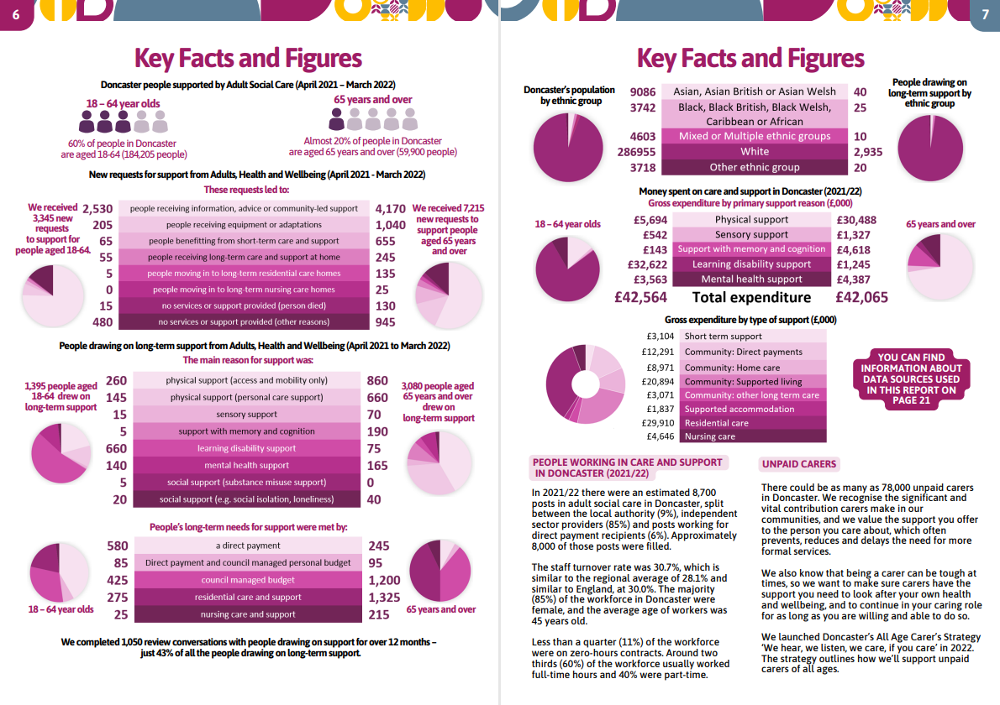 6
Key Facts and Figures
Doncaster people supported by Adult Social Care (April 2021 – March 2022)
18 – 64 year olds
60% of people in Doncaster
are aged 18-64 (184,205 people)
65 years and over
Almost 20% of people in Doncaster
are aged 65 years and over (59,900 people)
New requests for support from Adults, Health and Wellbeing (April 2021 - March 2022)
These requests led to:
We received
3,345 new
requests
to support for
people aged 18-64.
2,530 people receiving information, advice or community-led support 4,170
205 people receiving equipment or adaptations 1,040
65 people benefitting from short-term care and support 655
55 people receiving long-term care and support at home 245
5 people moving in to long-term residential care homes 135
0 people moving in to long-term nursing care homes 25
15 no services or support provided (person died) 130
480 no services or support provided (other reasons) 945
We received 7,215
new requests to
support people
aged 65 years
and over
People drawing on long-term support from Adults, Health and Wellbeing (April 2021 to March 2022)
The main reason for support was:
1,395 people aged
18-64 drew on
long-term support
260 physical support (access and mobility only) 860
145 physical support (personal care support) 660
15 sensory support 70
5 support with memory and cognition 190
660 learning disability support 75
140 mental health support 165
5 social support (substance misuse support) 0
20 social support (e.g. social isolation, loneliness) 40
3,080 people aged
65 years and over
drew on
long-term support
People's long-term needs for support were met by:
580 a direct payment 245
85 Direct payment and council managed personal budget 95
425 council managed budget 1,200
275 residential care and support 1,325
25 nursing care and support 215
18 – 64 year olds
65 years and over
We completed 1,050 review conversations with people drawing on support for over 12 months –
just 43% of all the people drawing on long-term support.
7
Key Facts and Figures
Doncaster's population
by ethnic group
9086 Asian, Asian British or Asian Welsh 40
3742 Black, Black British, Black Welsh, 25
Caribbean or African
4603 Mixed or Multiple ethnic groups 10
286955 White 2,935
3718 Other ethnic group 20
People drawing on
long-term support by
ethnic group
Money spent on care and support in Doncaster (2021/22)
Gross expenditure by primary support reason (£,000)
18 – 64 year olds
65 years and over
£5,694 Physical support £30,488
£542 Sensory support £1,327
£143 Support with memory and cognition £4,618
£32,622 Learning disability support £1,245
£3,563 Mental health support £4,387
£42,564 Total expenditure £42,065
Gross expenditure by type of support (£,000)
£3,104 Short term support
£12,291 Community: Direct payments
£8,971 Community: Home care
£20,894 Community: Supported living
£3,071 Community: other long term care
£1,837 Supported accommodation
£29,910 Residential care
£4,646 Nursing care
YOU CAN FIND
INFORMATION ABOUT
DATA SOURCES USED
IN THIS REPORT ON
PAGE 21
PEOPLE WORKING IN CARE AND SUPPORT
IN DONCASTER (2021/22)
In 2021/22 there were an estimated 8,700
posts in adult social care in Doncaster, split
between the local authority (9%), independent
sector providers (85%) and posts working for
direct payment recipients (6%). Approximately
8,000 of those posts were filled.
The staff turnover rate was 30.7%, which is
similar to the regional average of 28.1% and
similar to England, at 30.0%. The majority
(85%) of the workforce in Doncaster were
female, and the average age of workers was
45 years old.
Less than a quarter (11%) of the workforce
were on zero-hours contracts. Around two
thirds (60%) of the workforce usually worked
full-time hours and 40% were part-time.
UNPAID CARERS
There could be as many as 78,000 unpaid carers
in Doncaster. We recognise the significant and
vital contribution carers make in our
communities, and we value the support you offer
to the person you care about, which often
prevents, reduces and delays the need for more
formal services.
We also know that being a carer can be tough at
times, so we want to make sure carers have the
support you need to look after your own health
and wellbeing, and to continue in your caring role
for as long as you are willing and able to do so.
We launched Doncaster's All Age Carer's Strategy
'We hear, we listen, we care, if you care' in 2022.
The strategy outlines how we'll support unpaid
carers of all ages.